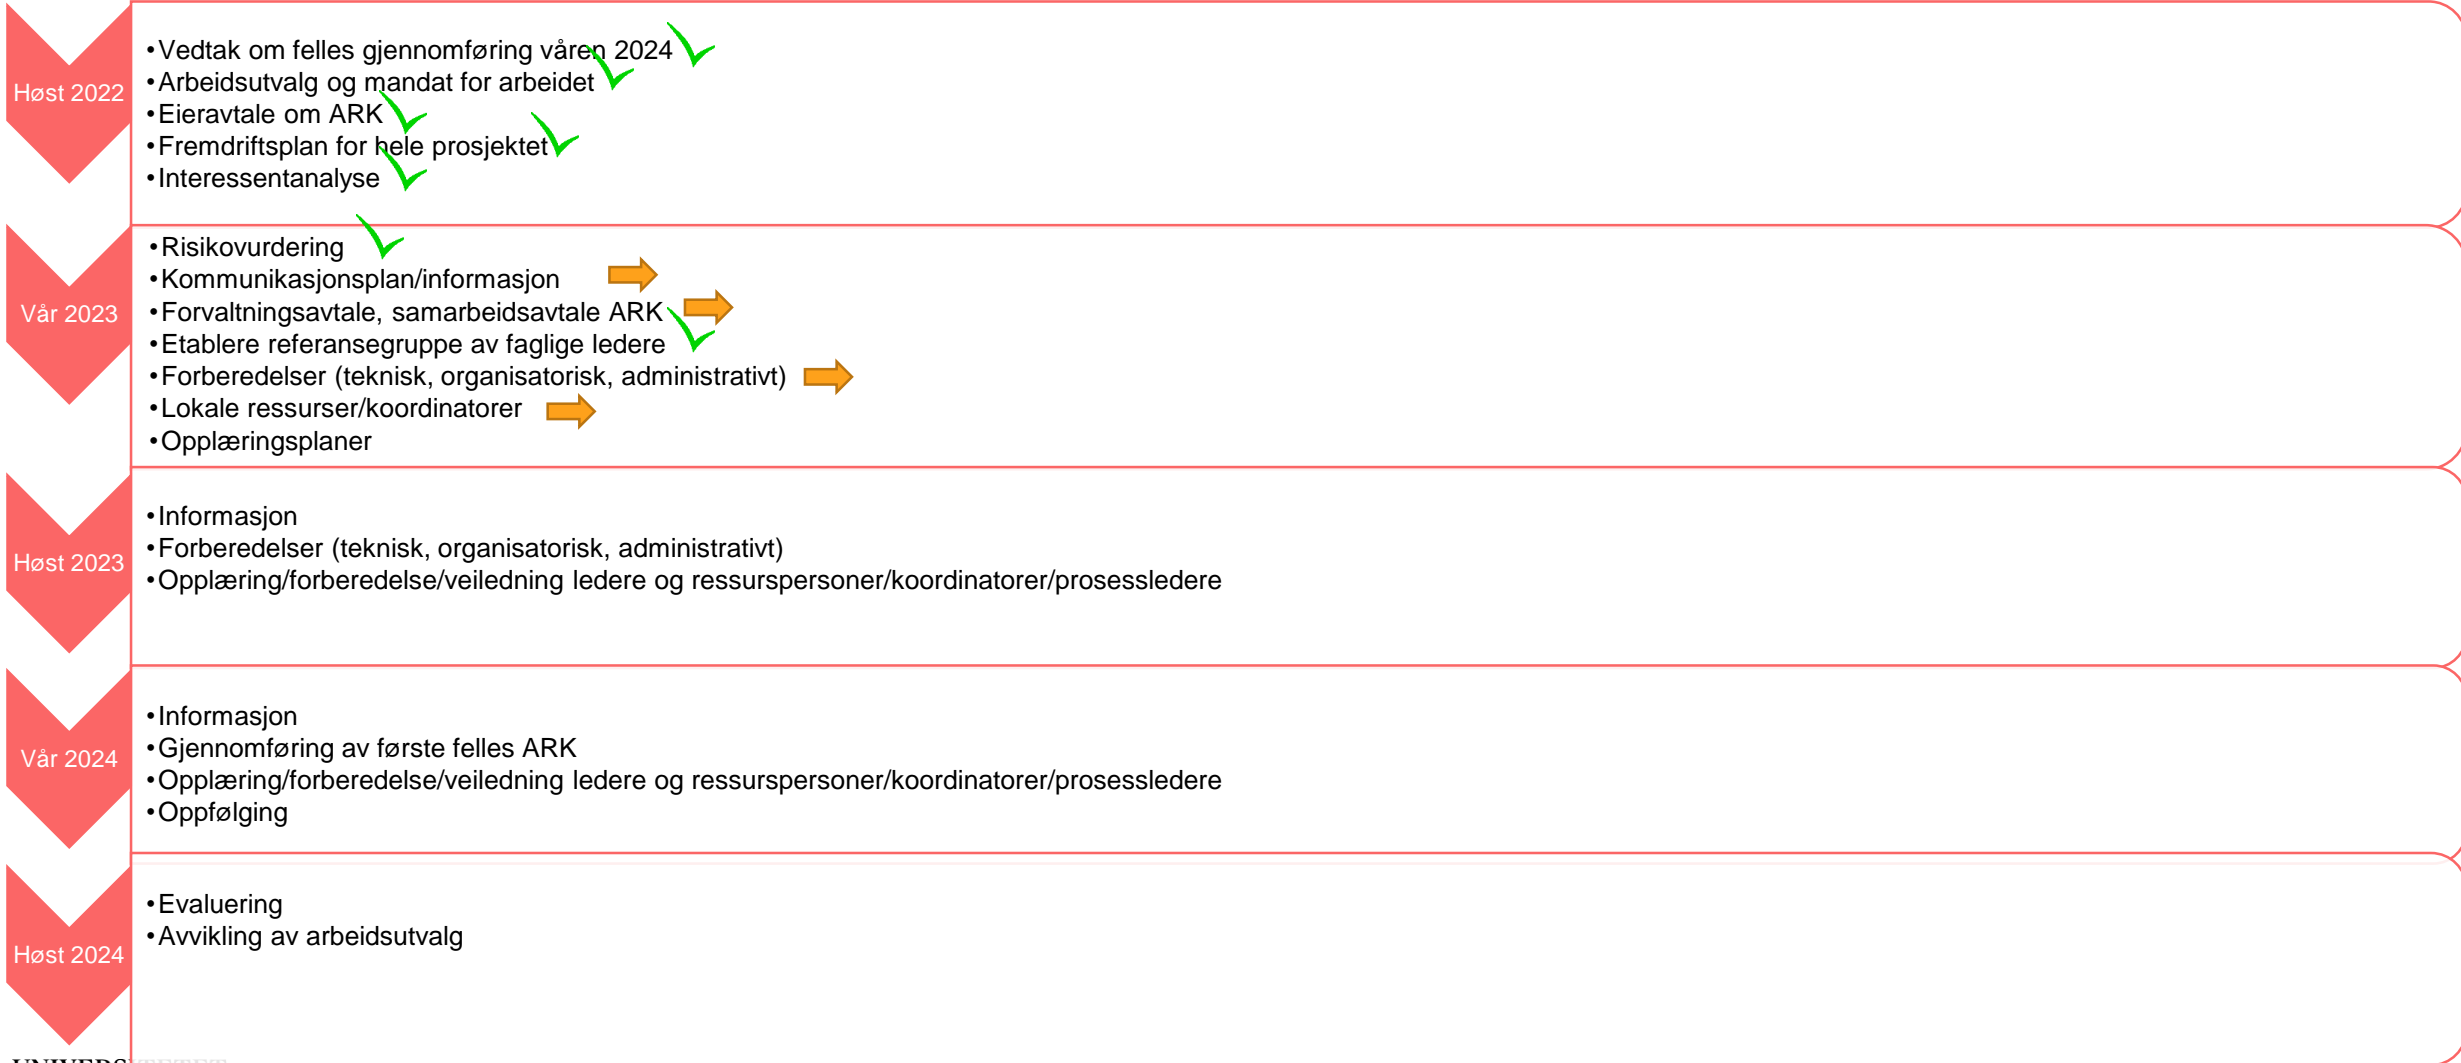 Høst 2022
•Vedtak om felles gjennomføring våren 2024
•Arbeidsutvalg og mandat for arbeidet
•Eieravtale om ARK
•Fremdriftsplan for hele prosjektet
•Interessentanalyse
Vår 2023
•Risikovurdering
•Kommunikasjonsplan/informasjon
•Forvaltningsavtale, samarbeidsavtale ARK
•Etablere referansegruppe av faglige ledere
•Forberedelser (teknisk, organisatorisk, administrativt)
•Lokale ressurser/koordinatorer
•Opplæringsplaner
Høst 2023
•Informasjon
•Forberedelser (teknisk, organisatorisk, administrativt)
•Opplæring/forberedelse/veiledning ledere og ressurspersoner/koordinatorer/prosessledere
Vår 2024
•Informasjon
•Gjennomføring av første felles ARK
•Opplæring/forberedelse/veiledning ledere og ressurspersoner/koordinatorer/prosessledere
•Oppfølging
Høst 2024
•Evaluering
•Avvikling av arbeidsutvalg
UNIVERSITETET